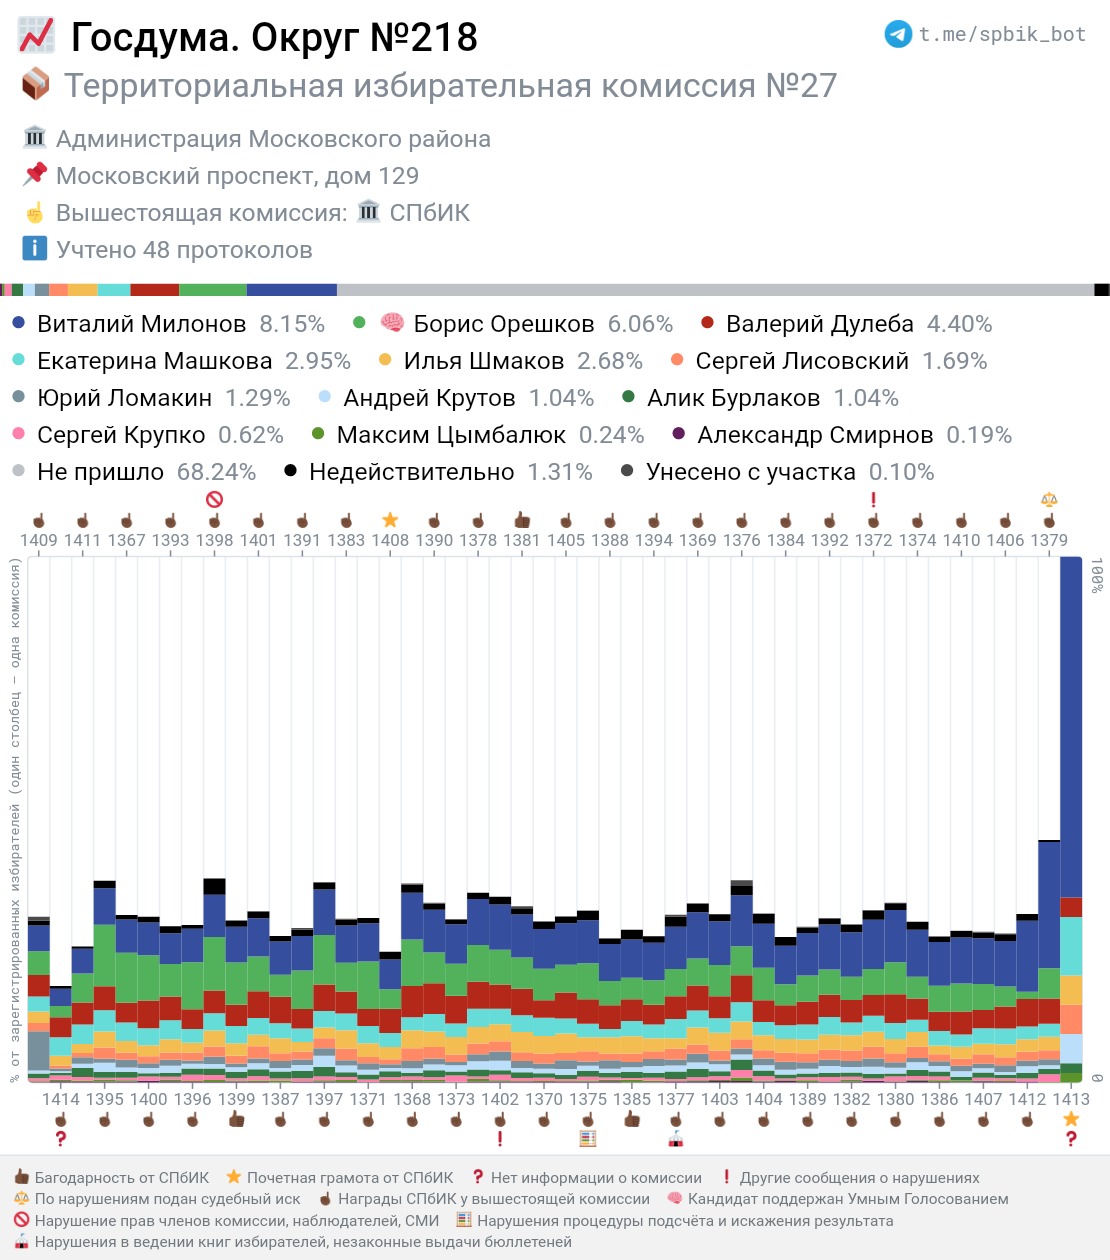 Госдума. Округ №218
t.me/spbik_bot
Территориальная избирательная комиссия №27
Администрация Московского района
Московский проспект, дом 129
Вышестоящая комиссия: СПбИК
Учтено 48 протоколов
Виталий Милонов 8.15% Борис Орешков 6.06% Валерий Дулеба 4.40%
Екатерина Машкова 2.95% Илья Шмаков 2.68% Сергей Лисовский 1.69%
Юрий Ломакин 1.29% Андрей Крутов 1.04% Алик Бурлаков 1.04%
Сергей Крупко 0.62% Максим Цымбалюк 0.24% Александр Смирнов 0.19%
Не пришло 68.24% Недействительно 1.31% Унесено с участка 0.10%
1409 1411 1367 1393 1398 1401 1391 1383 1408 1390 1378 1381 1405 1388 1394 1369 1376 1384 1392 1372 1374 1410 1406 1379
% от зарегистрированных избирателей (один столбец – одна комиссия)
100%
0
1414 1395 1400 1396 1399 1387 1397 1371 1368 1373 1402 1370 1375 1385 1377 1403 1404 1389 1382 1380 1386 1407 1412 1413
Багодарность от СПбИК Почетная грамота от СПбИК Нет информации о комиссии Другие сообщения о нарушениях
По нарушениям подан судебный иск Награды СПбИК у вышестоящей комиссии Кандидат поддержан Умным Голосованием
Нарушение прав членов комиссии, наблюдателей, СМИ Нарушения процедуры подсчёта и искажения результата
Нарушения в ведении книг избирателей, незаконные выдачи бюллетеней